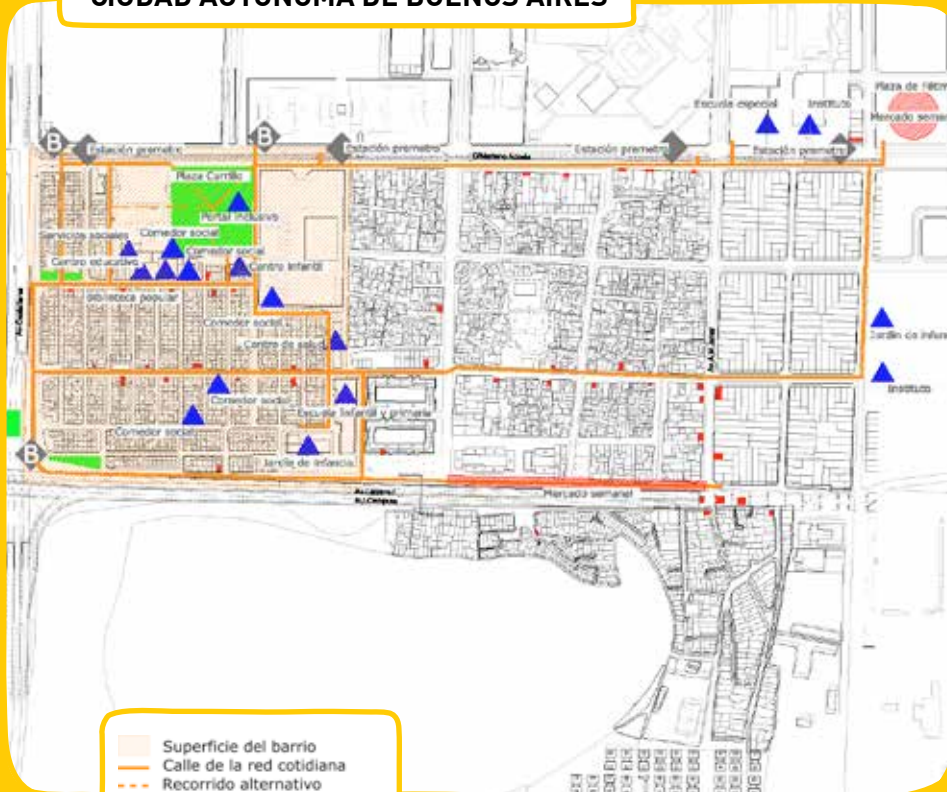 CIUDAD AUTÓNOMA DE BUENOS AIRES
Plaza de
Escuela especial
Instituto
Mercado
B
B
Estación premetro
Estación premetro
Estación premetro
Estación premetro
Plaza Carrillo
Portal inclusivo
Servicios sociales
Comedor social
Comedor social
Centro educativo
Centro infantil
Biblioteca popular
Comedor social
Centro de salud
Jardín de
Instituto
Comedor social
Escuela Infantil y primaria
Comedor social
B
Jardín de Infancia
Mercado semanal
Superficie del barrio
Calle de la red cotidiana
Recorrido alternativo